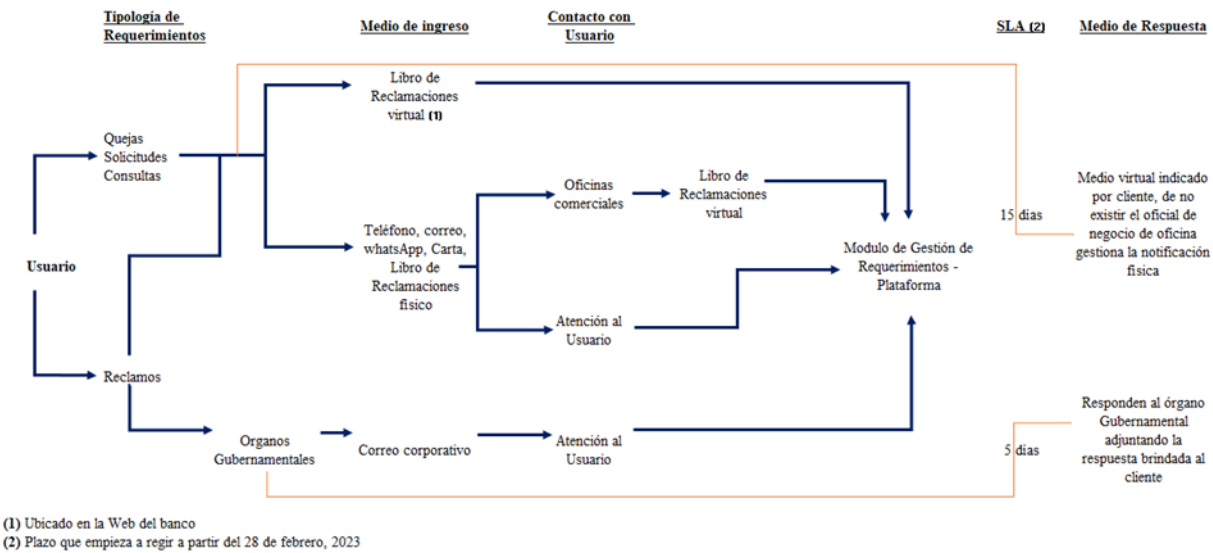 Tipología de
Requerimientos
Medio de ingreso
Contacto con
Usuario
SLA (2)
Medio de Respuesta
Libro de
Reclamaciones
virtual (1)
Quejas
Solicitudes
Consultas
Oficinas
comerciales
Libro de
Reclamaciones
virtual
Medio virtual indicado
por cliente, de no
existir el oficial de
negocio de oficina
gestiona la notificación
física
15 dias
Teléfono, correo,
whatsApp, Carta,
Libro de
Reclamaciones
físico
Usuario
Modulo de Gestión de
Requerimientos -
Plataforma
Atención al
Usuario
Reclamos
Organos
Gubernamentales
Correo corporativo
Atención al
Usuario
5 dias
Responden al órgano
Gubernamental
adjuntando la
respuesta brindada al
cliente
(1) Ubicado en la Web del banco
(2) Plazo que empieza a regir a partir del 28 de febrero, 2023